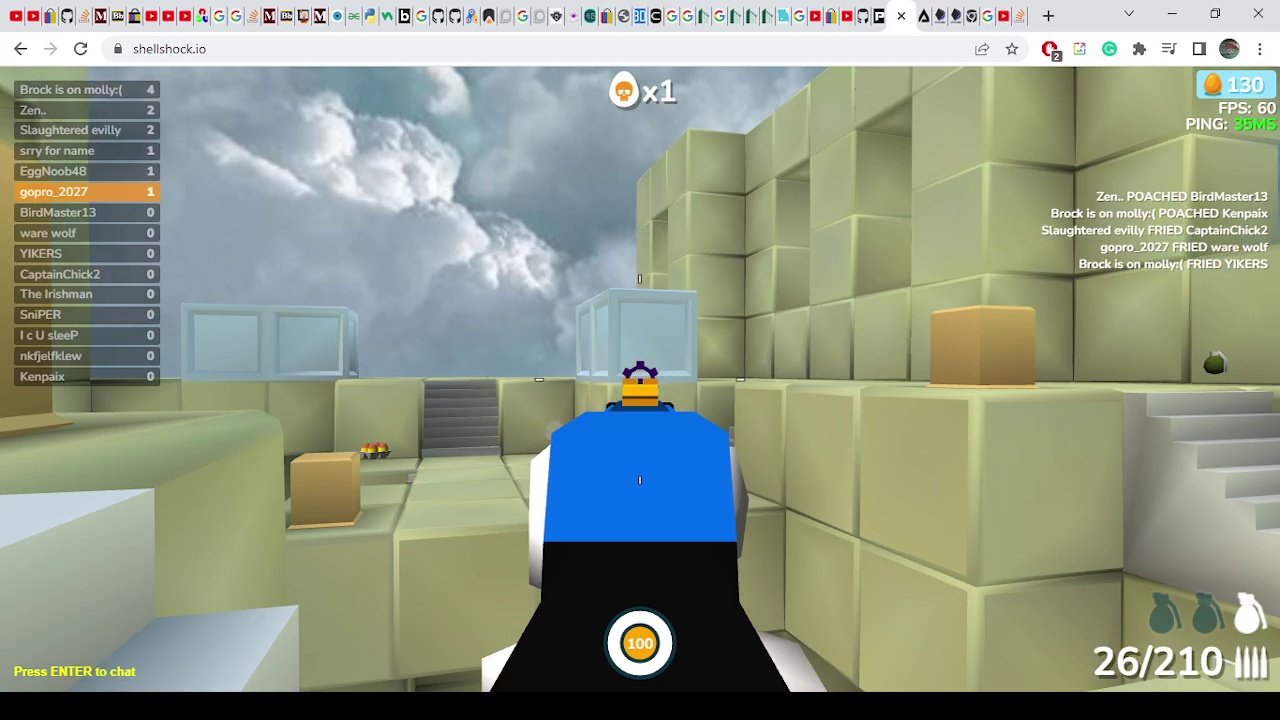 shellshock.io
2
Brock is on molly:( 4
Zen.. 2
Slaughtered evilly 2
srry for name 1
EggNoob48 1
gopro_2027 1
BirdMaster13 0
ware wolf 0
YIKERS 0
CaptainChick2 0
The Irishman 0
SniPER 0
I c U sleeP 0
nkfjelfklew 0
Kenpaix 0
x1
130
FPS: 60
PING: 35MS
Zen.. POACHED BirdMaster13
Brock is on molly:( POACHED Kenpaix
Slaughtered evilly FRIED CaptainChick2
gopro_2027 FRIED ware wolf
Brock is on molly:( FRIED YIKERS
100
26/210
Press ENTER to chat